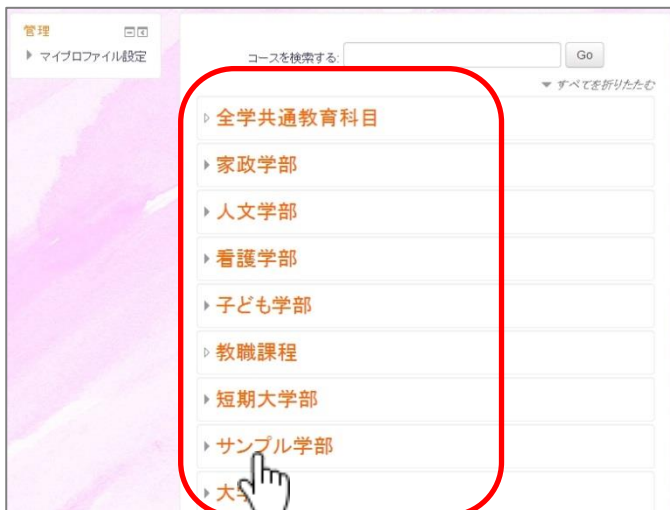 管理
マイプロファイル設定
コースを検索する:
Go
すべてを折りたたむ
全学共通教育科目
家政学部
人文学部
看護学部
子ども学部
教職課程
短期大学部
サンプル学部
大